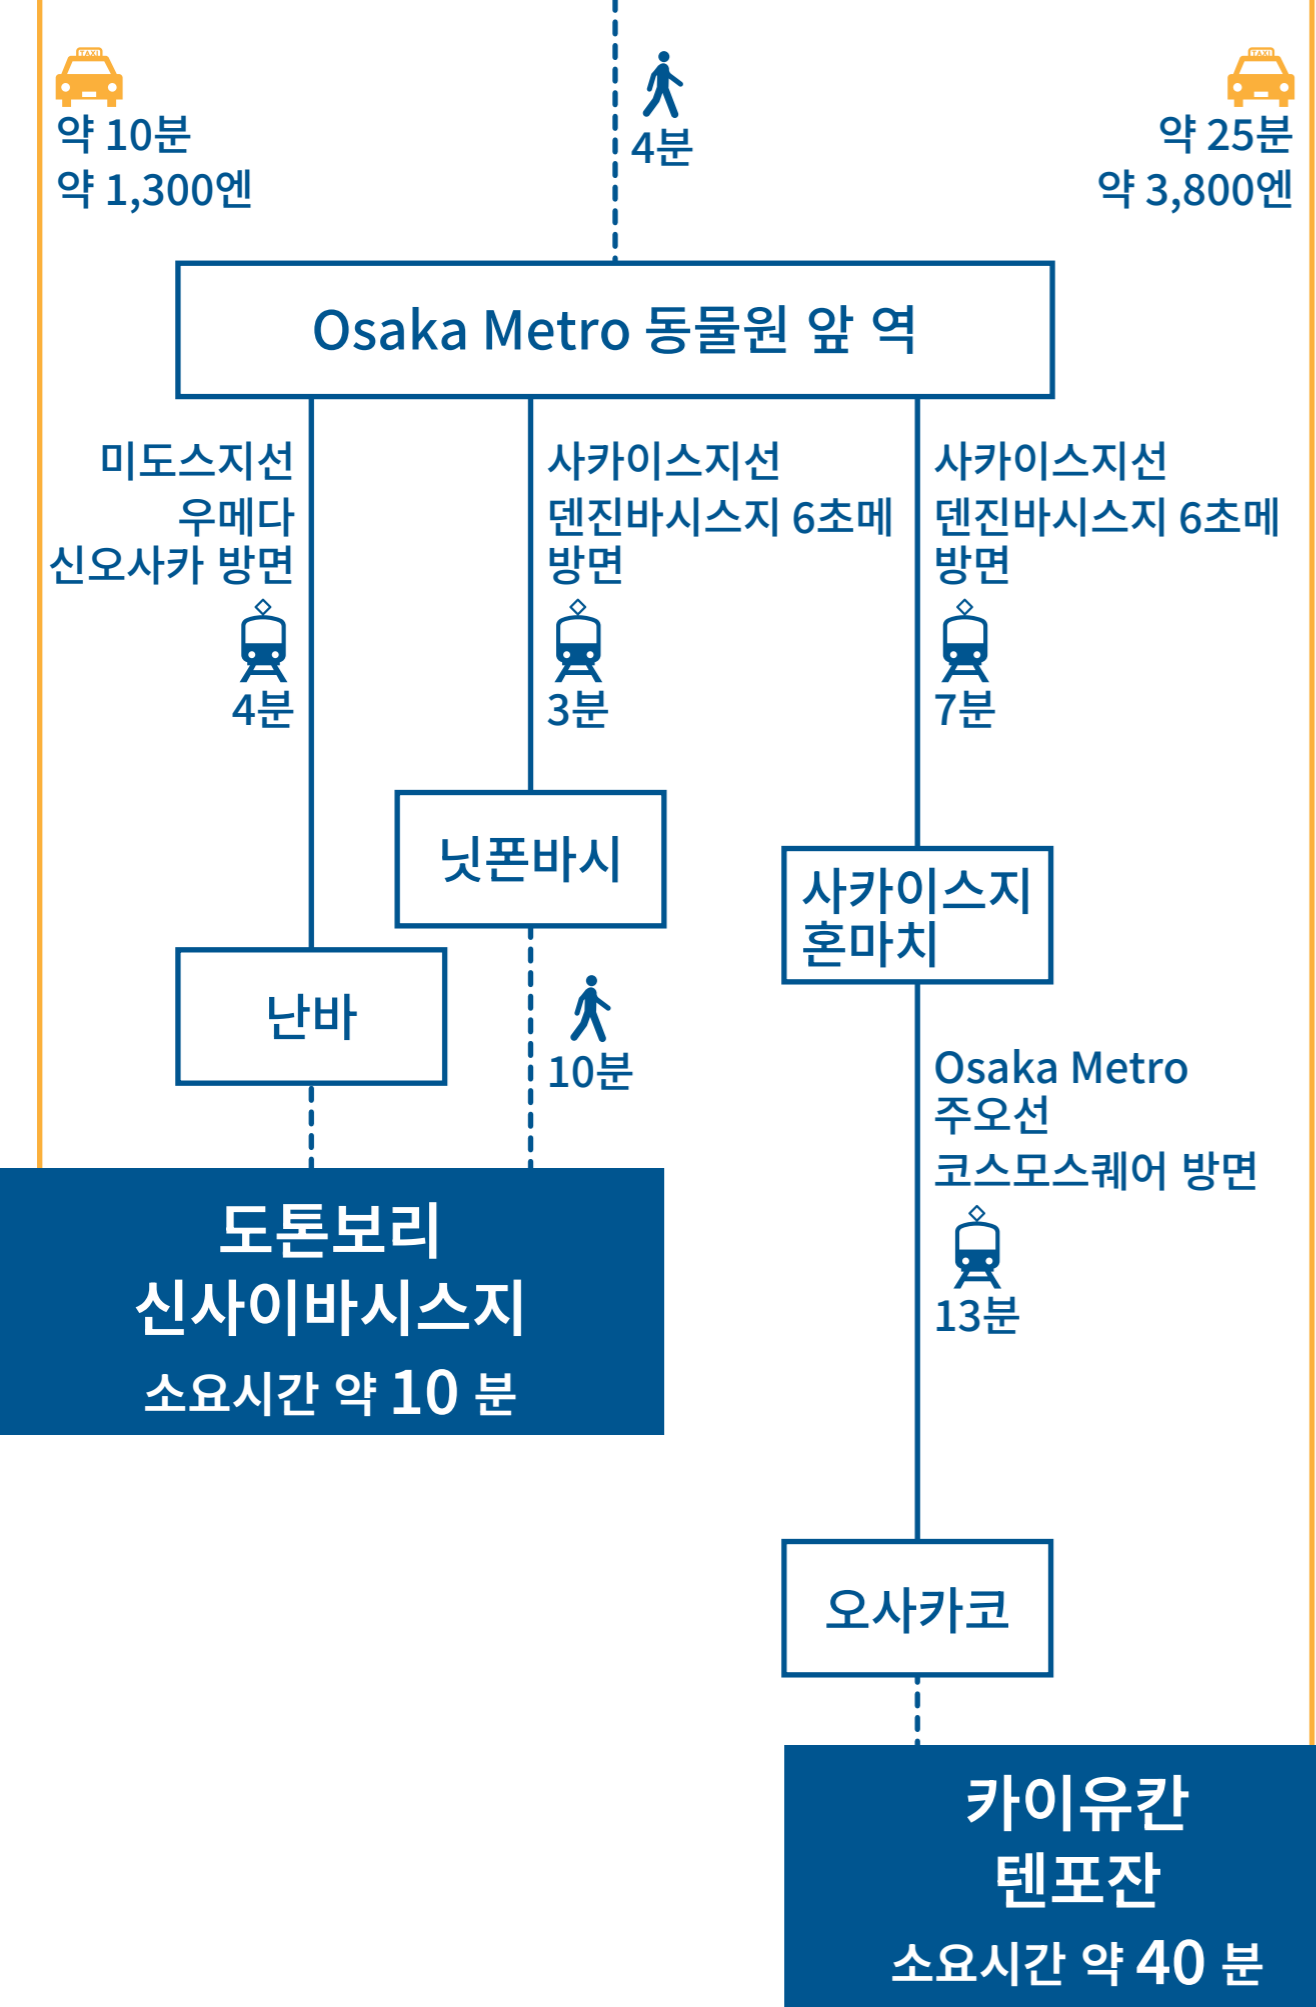 TAXI
약 10분
약 1,300엔
4분
TAXI
약 25분
약 3,800엔
Osaka Metro 동물원 앞 역
미도스지선
우메다
신오사카 방면
4분
사카이스지선
덴진바시스지 6초메
방면
3분
사카이스지선
덴진바시스지 6초메
방면
7분
닛폰바시
사카이스지
혼마치
난바
10분
Osaka Metro
주오선
코스모스퀘어 방면
13분
도톤보리
신사이바시스지
소요시간 약 10 분
오사카코
카이유칸
텐포잔
소요시간 약 40 분